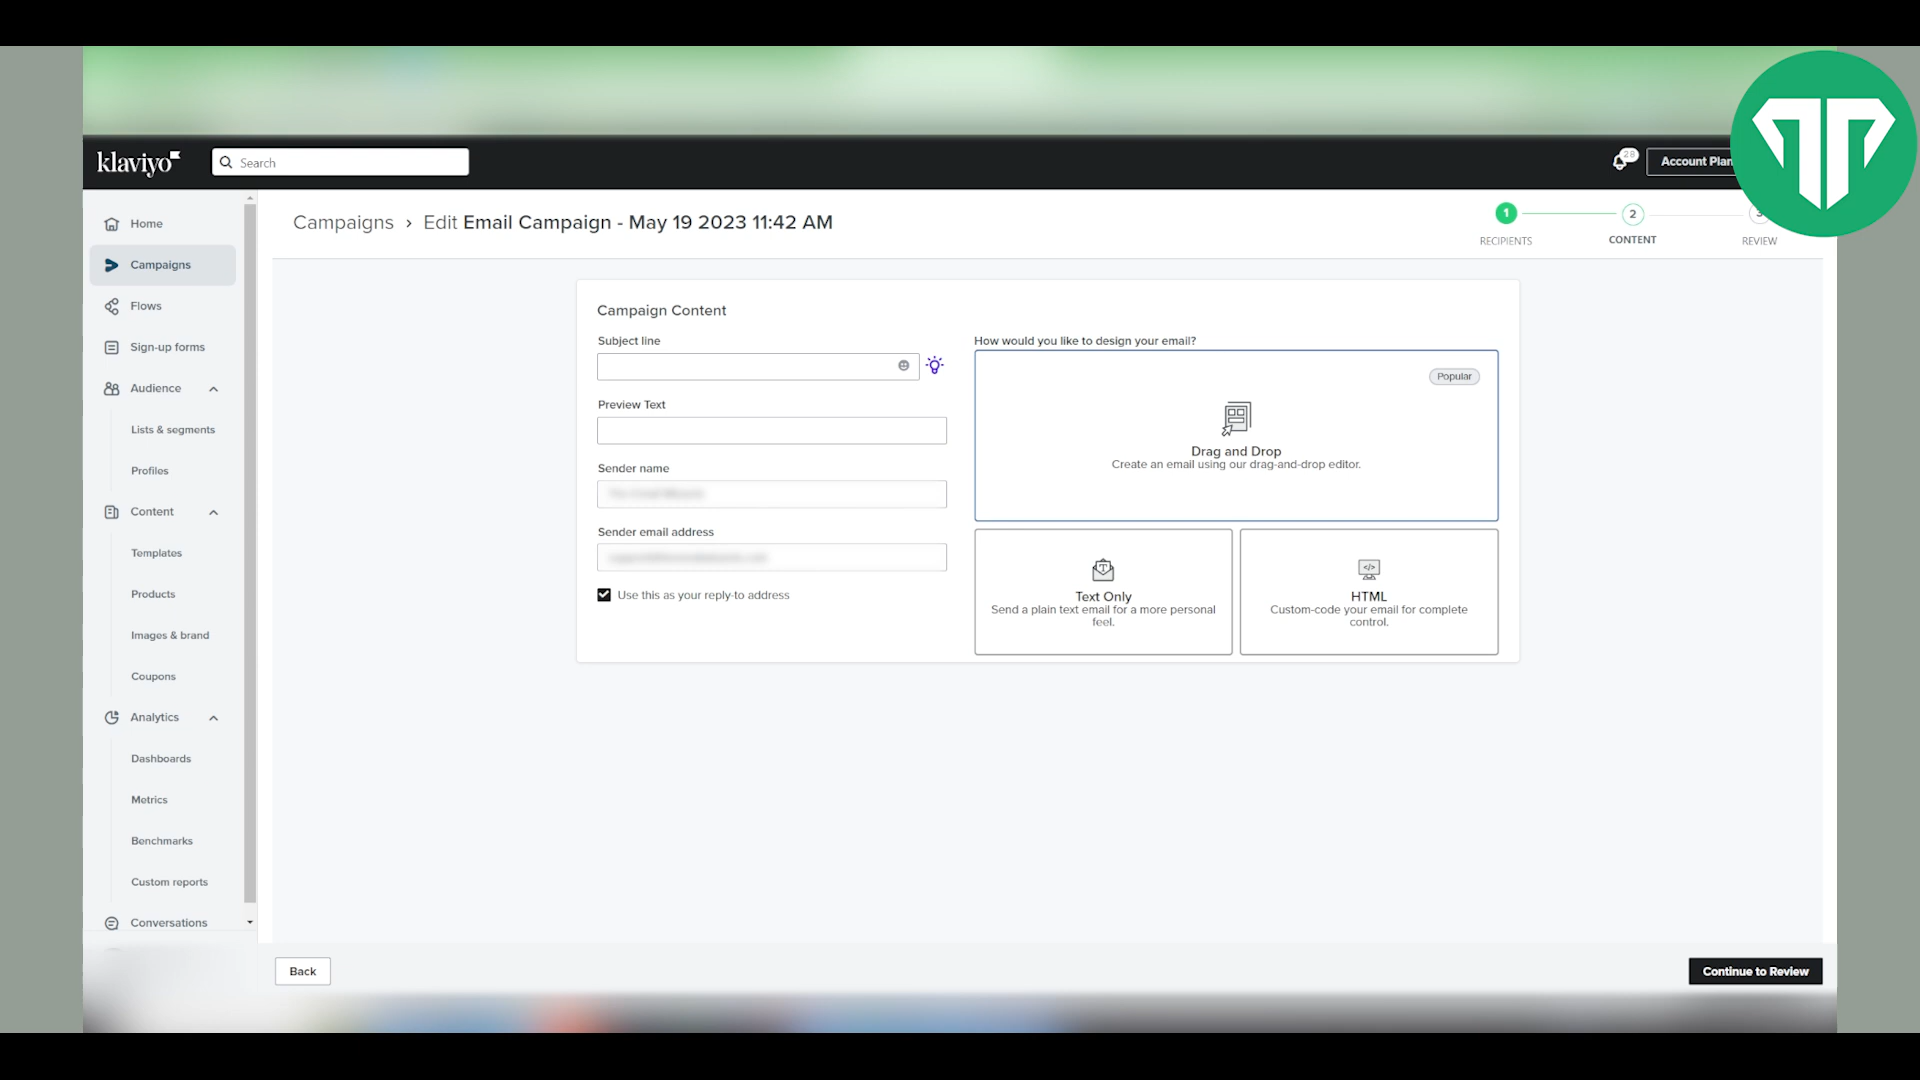 klaviyo
Search
28
Account Plan
Home
Campaigns
Flows
Sign-up forms
Audience
Lists & segments
Profiles
Content
Templates
Products
Images & brand
Coupons
Analytics
Dashboards
Metrics
Benchmarks
Custom reports
Conversations
Campaigns › Edit Email Campaign - May 19 2023 11:42 AM
1
RECIPIENTS
2
CONTENT
3
REVIEW
Campaign Content
Subject line
Preview Text
Sender name
Sender email address
Use this as your reply-to address
How would you like to design your email?
Popular
Drag and Drop
Create an email using our drag-and-drop editor.
Text Only
Send a plain text email for a more personal
feel.
HTML
Custom-code your email for complete
control.
Back
Continue to Review